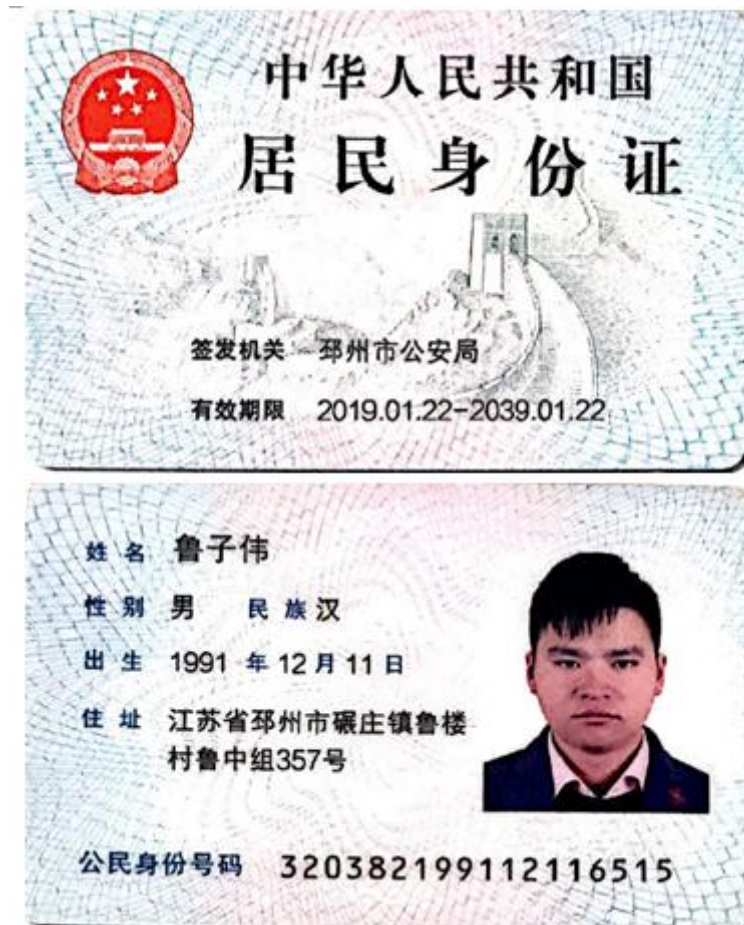 中华人民共和国
居民身份证
签发机关 邳州市公安局
有效期限 2019.01.22-2039.01.22
姓名 鲁子伟
性别 男 民族 汉
出生 1991 年 12 月 11 日
住址 江苏省邳州市碾庄镇鲁楼
村鲁中组357号
公民身份号码 320382199112116515